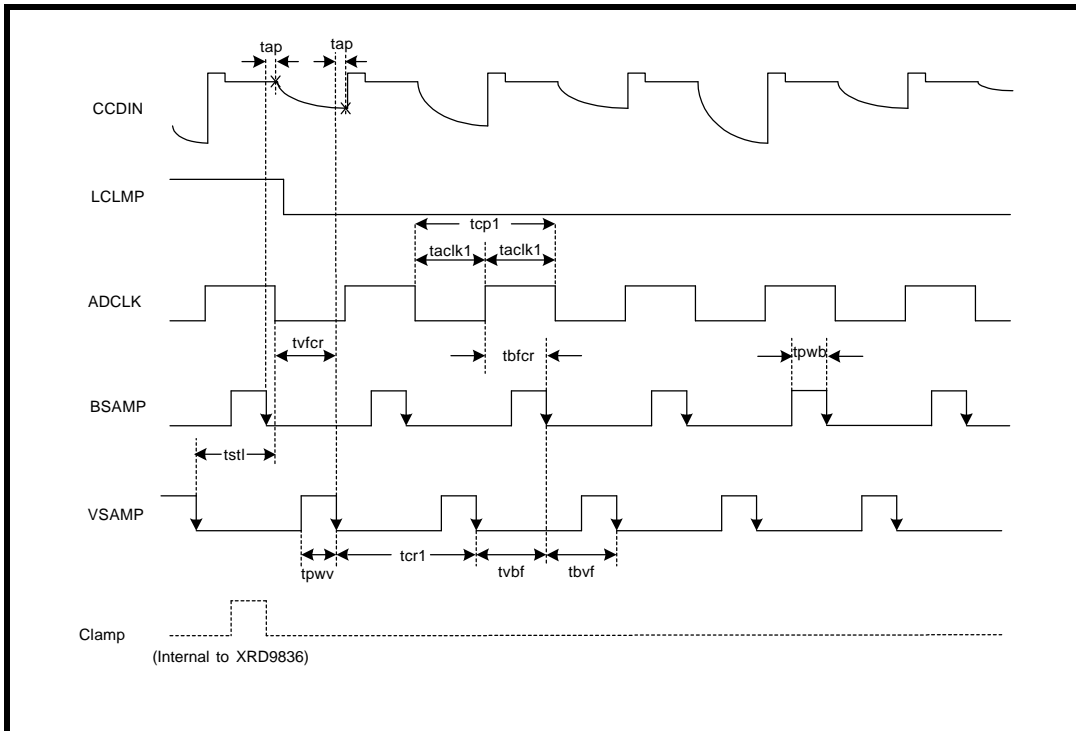 tap tap
CCDIN
LCLMP
tcp1
taclk1 taclk1
ADCLK
tvfcr tbfcr tpwb
BSAMP
tstl
VSAMP
tpwv tcr1 tvbf tbvf
Clamp
(Internal to XRD9836)